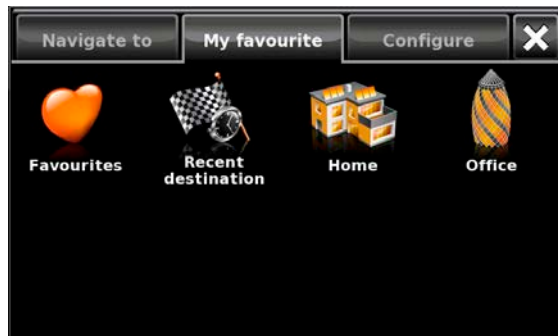 Navigate to
My favourite
Configure
Favourites
Recent
destination
Home
Office